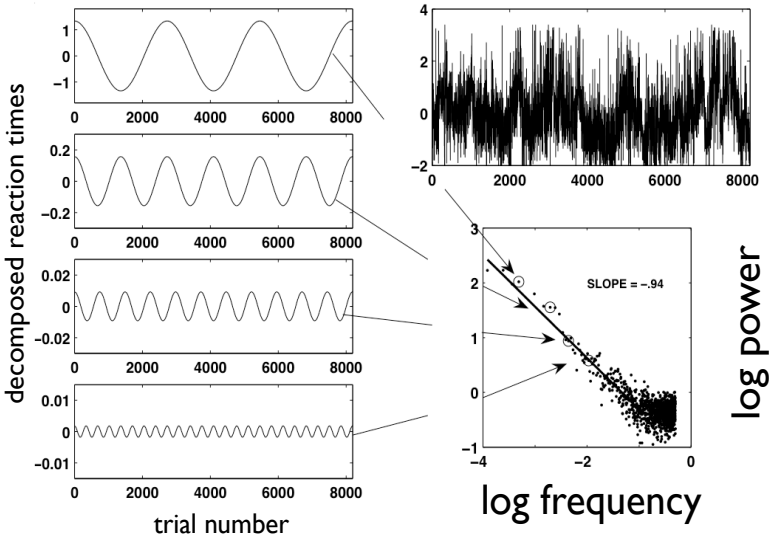 decomposed reaction times
1
0
−1
0 2000 4000 6000 8000
0.2
0
−0.2
0 2000 4000 6000 8000
0.02
0
−0.02
0 2000 4000 6000 8000
0.01
0
−0.01
0 2000 4000 6000 8000
trial number
4
2
0
−2
0 2000 4000 6000 8000
3
2
1
0
−1
SLOPE = −.94
−4 −2 0
log frequency
log power